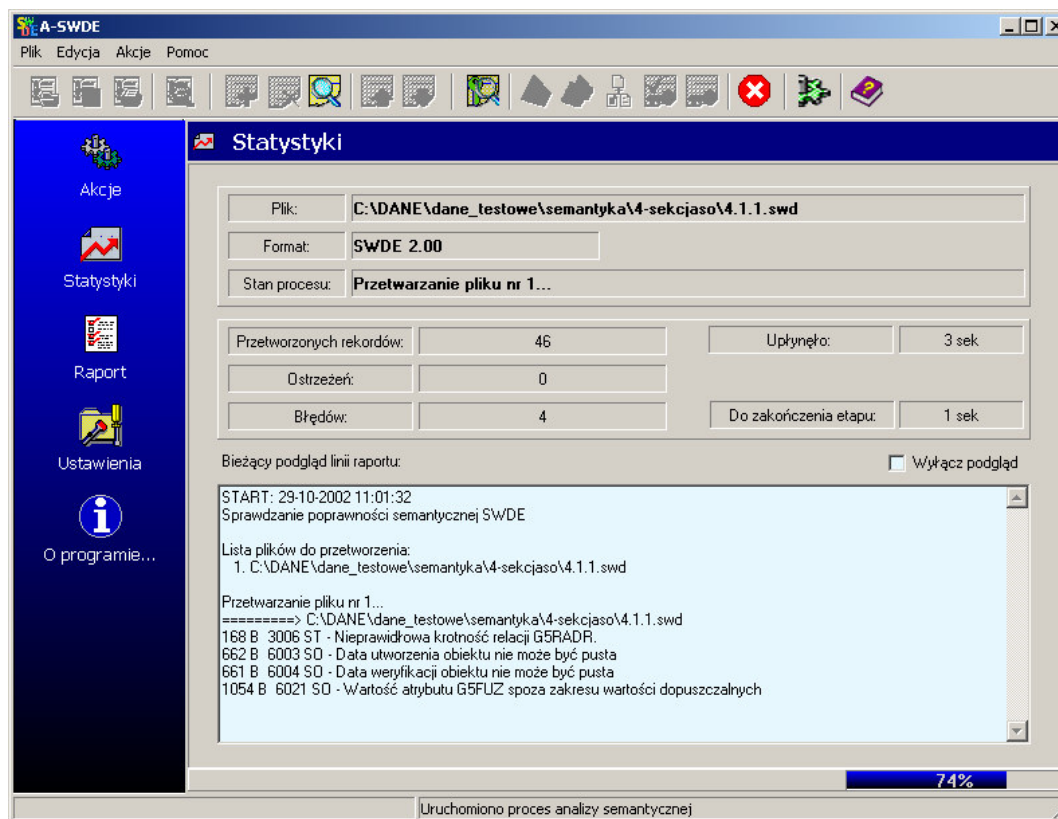 A-SWDE
Plik Edycja Akcje Pomoc
Akcje
Statystyki
Raport
Ustawienia
O programie...
Statystyki
Plik: C:\DANE\dane_testowe\semantyka\4-sekcjaso\4.1.1.swd
Format: SWDE 2.00
Stan procesu: Przetwarzanie pliku nr 1...
Przetworzonych rekordów: 46 Upłynęło: 3 sek
Ostrzeżeń: 0
Błędów: 4 Do zakończenia etapu: 1 sek
Bieżący podgląd linii raportu: Wyłącz podgląd
START: 29-10-2002 11:01:32
Sprawdzanie poprawności semantycznej SWDE
Lista plików do przetworzenia:
1. C:\DANE\dane_testowe\semantyka\4-sekcjaso\4.1.1.swd
Przetwarzanie pliku nr 1...
=========> C:\DANE\dane_testowe\semantyka\4-sekcjaso\4.1.1.swd
168 B 3006 ST - Nieprawidłowa krotność relacji G5RADR.
662 B 6003 SO - Data utworzenia obiektu nie może być pusta
661 B 6004 SO - Data weryfikacji obiektu nie może być pusta
1054 B 6021 SO - Wartość atrybutu G5FUZ spoza zakresu wartości dopuszczalnych
74%
Uruchomiono proces analizy semantycznej